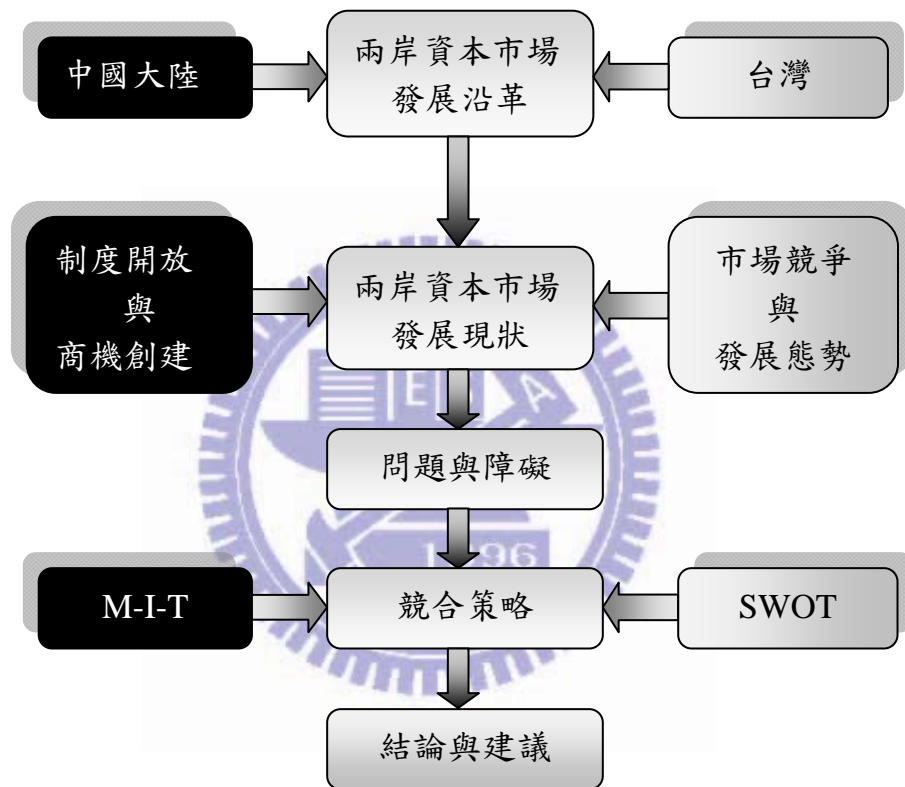 中國大陸
兩岸資本市場
發展沿革
台灣
制度開放
與
商機創建
兩岸資本市場
發展現狀
市場競爭
與
發展態勢
問題與障礙
M-I-T
競合策略
SWOT
結論與建議
E
A
1896